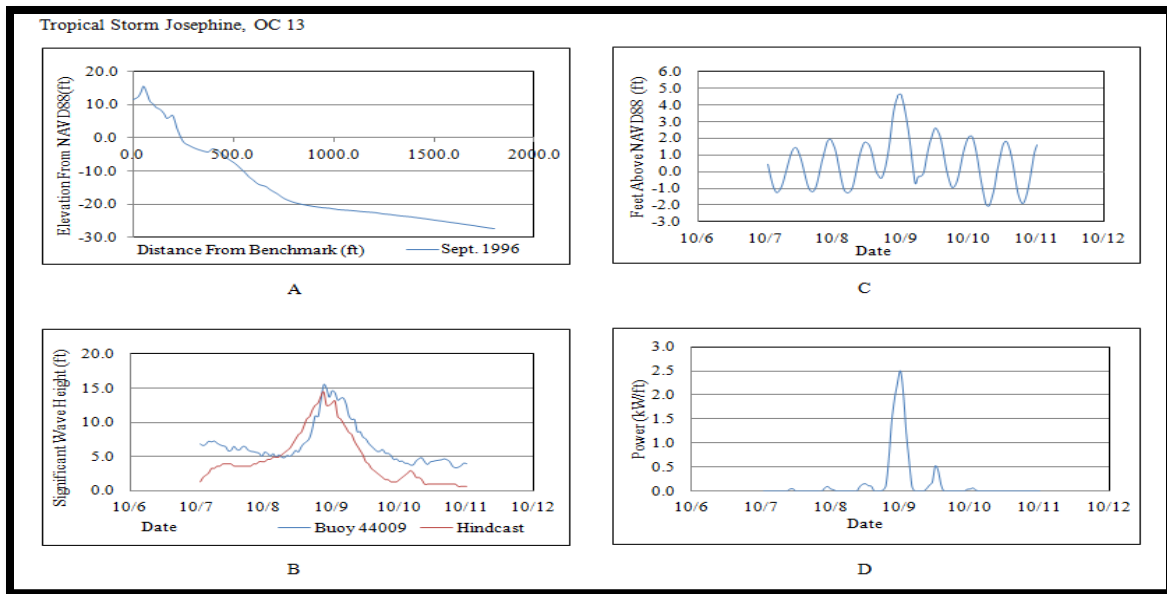 Tropical Storm Josephine, OC 13
Elevation From NAVD88(ft)
20.0
10.0
0.0
-10.0
-20.0
-30.0
0.0 500.0 1000.0 1500.0 2000.0
Distance From Benchmark (ft)
Sept. 1996
A
Feet Above NAVD88 (ft)
6.0
5.0
4.0
3.0
2.0
1.0
0.0
-1.0
-2.0
-3.0
10/6 10/7 10/8 10/9 10/10 10/11 10/12
Date
C
Significant Wave Height (ft)
20.0
15.0
10.0
5.0
0.0
10/6 10/7 10/8 10/9 10/10 10/11 10/12
Date
Buoy 44009 Hindcast
B
Power (kW/ft)
3.0
2.5
2.0
1.5
1.0
0.5
0.0
10/6 10/7 10/8 10/9 10/10 10/11 10/12
Date
D